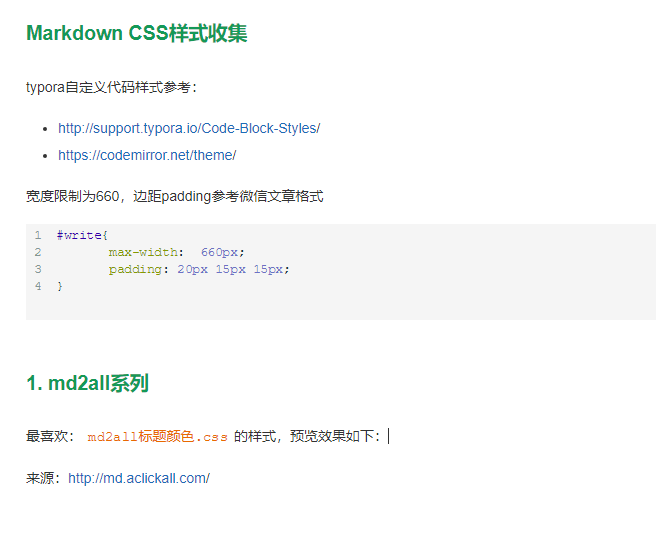 Markdown CSS样式收集
typora自定义代码样式参考：
• http://support.typora.io/Code-Block-Styles/
• https://codemirror.net/theme/
宽度限制为660，边距padding参考微信文章格式
1 #write{
2 max-width: 660px;
3 padding: 20px 15px 15px;
4 }
1. md2all系列
最喜欢： md2all标题颜色.css 的样式，预览效果如下：
来源：http://md.aclickall.com/